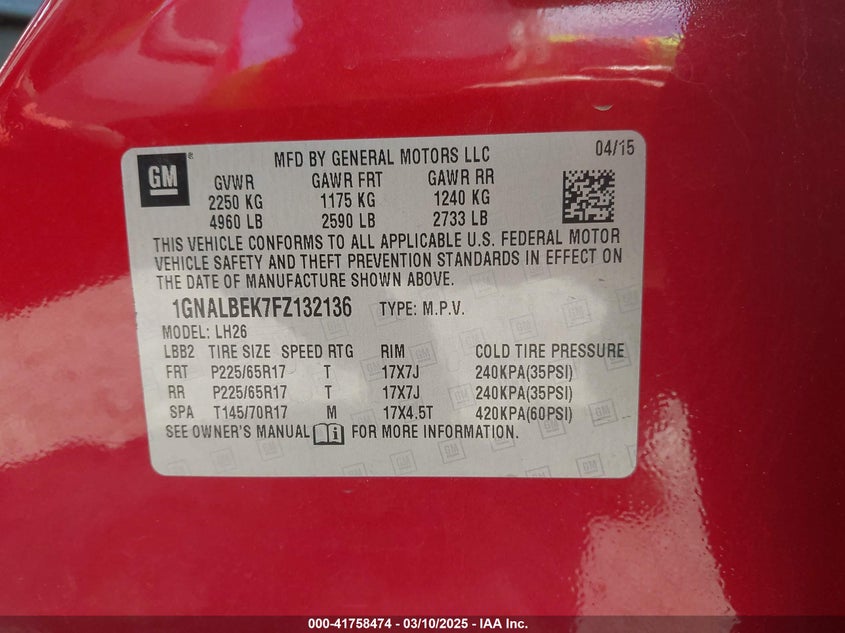 MFD BY GENERAL MOTORS LLC 04/15
GM ®
GVWR GAWR FRT GAWR RR
2250 KG 1175 KG 1240 KG
4960 LB 2590 LB 2733 LB
THIS VEHICLE CONFORMS TO ALL APPLICABLE U.S. FEDERAL MOTOR
VEHICLE SAFETY AND THEFT PREVENTION STANDARDS IN EFFECT ON
THE DATE OF MANUFACTURE SHOWN ABOVE.
1GNALBEK7FZ132136 TYPE: M.P.V.
MODEL: LH26
LBB2 TIRE SIZE SPEED RTG RIM COLD TIRE PRESSURE
FRT P225/65R17 T 17X7J 240KPA(35PSI)
RR P225/65R17 T 17X7J 240KPA(35PSI)
SPA T145/70R17 M 17X4.5T 420KPA(60PSI)
SEE OWNER'S MANUAL i FOR MORE INFORMATION.
000-41758474 — 03/10/2025 — IAA Inc.